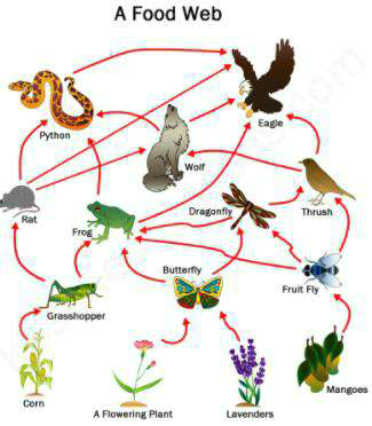 A Food Web
Python
Eagle
Wolf
Rat
Dragonfly
Thrush
Frog
Butterfly
Fruit Fly
Grasshopper
Corn
A Flowering Plant
Lavenders
Mangoes